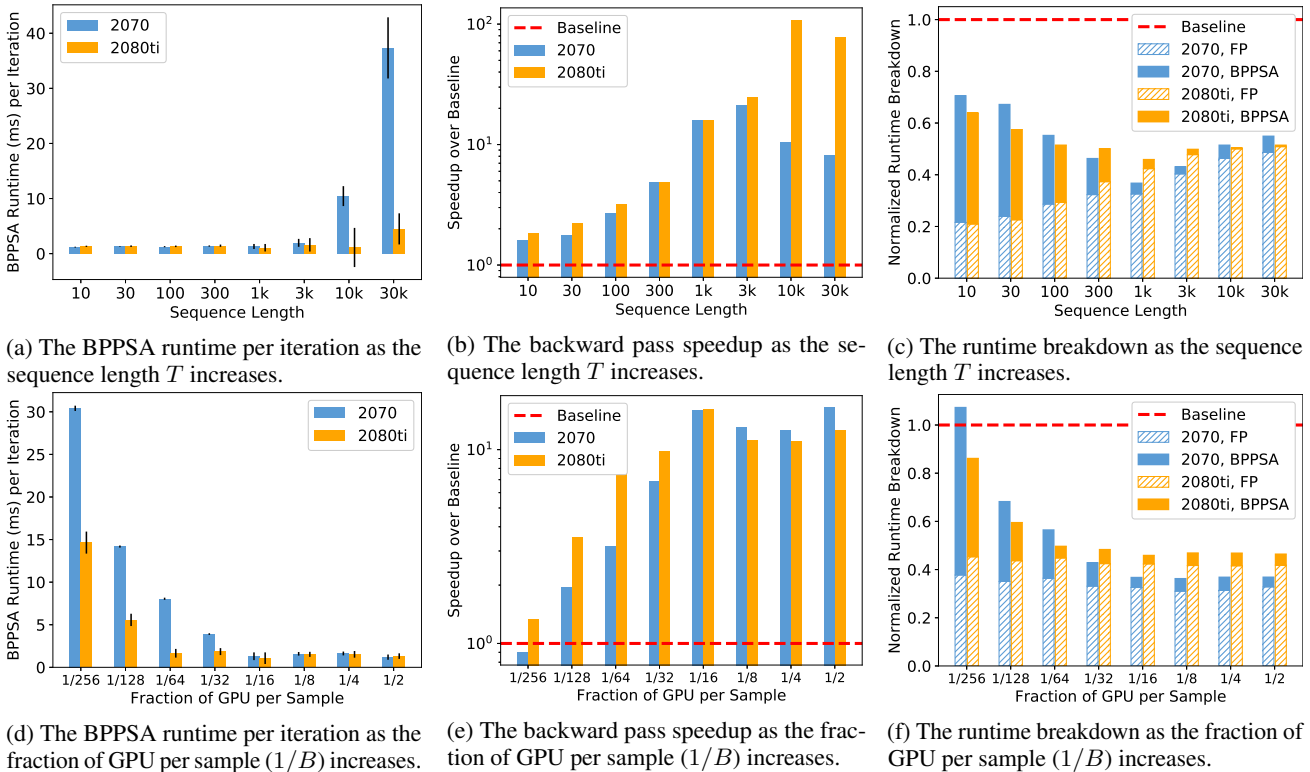 BPPSA Runtime (ms) per Iteration
40
30
20
10
0
2070
2080ti
10 30 100 300 1k 3k 10k 30k
Sequence Length
(a) The BPPSA runtime per iteration as the
sequence length T increases.
Speedup over Baseline
10²
10¹
10⁰
Baseline
2070
2080ti
10 30 100 300 1k 3k 10k 30k
Sequence Length
(b) The backward pass speedup as the se-
quence length T increases.
Normalized Runtime Breakdown
1.0
0.8
0.6
0.4
0.2
0.0
Baseline
2070, FP
2070, BPPSA
2080ti, FP
2080ti, BPPSA
10 30 100 300 1k 3k 10k 30k
Sequence Length
(c) The runtime breakdown as the sequence
length T increases.
BPPSA Runtime (ms) per Iteration
30
25
20
15
10
5
0
2070
2080ti
1/256 1/128 1/64 1/32 1/16 1/8 1/4 1/2
Fraction of GPU per Sample
(d) The BPPSA runtime per iteration as the
fraction of GPU per sample (1/B) increases.
Speedup over Baseline
10¹
10⁰
Baseline
2070
2080ti
1/256 1/128 1/64 1/32 1/16 1/8 1/4 1/2
Fraction of GPU per Sample
(e) The backward pass speedup as the frac-
tion of GPU per sample (1/B) increases.
Normalized Runtime Breakdown
1.0
0.8
0.6
0.4
0.2
0.0
Baseline
2070, FP
2070, BPPSA
2080ti, FP
2080ti, BPPSA
1/256 1/128 1/64 1/32 1/16 1/8 1/4 1/2
Fraction of GPU per Sample
(f) The runtime breakdown as the fraction of
GPU per sample (1/B) increases.